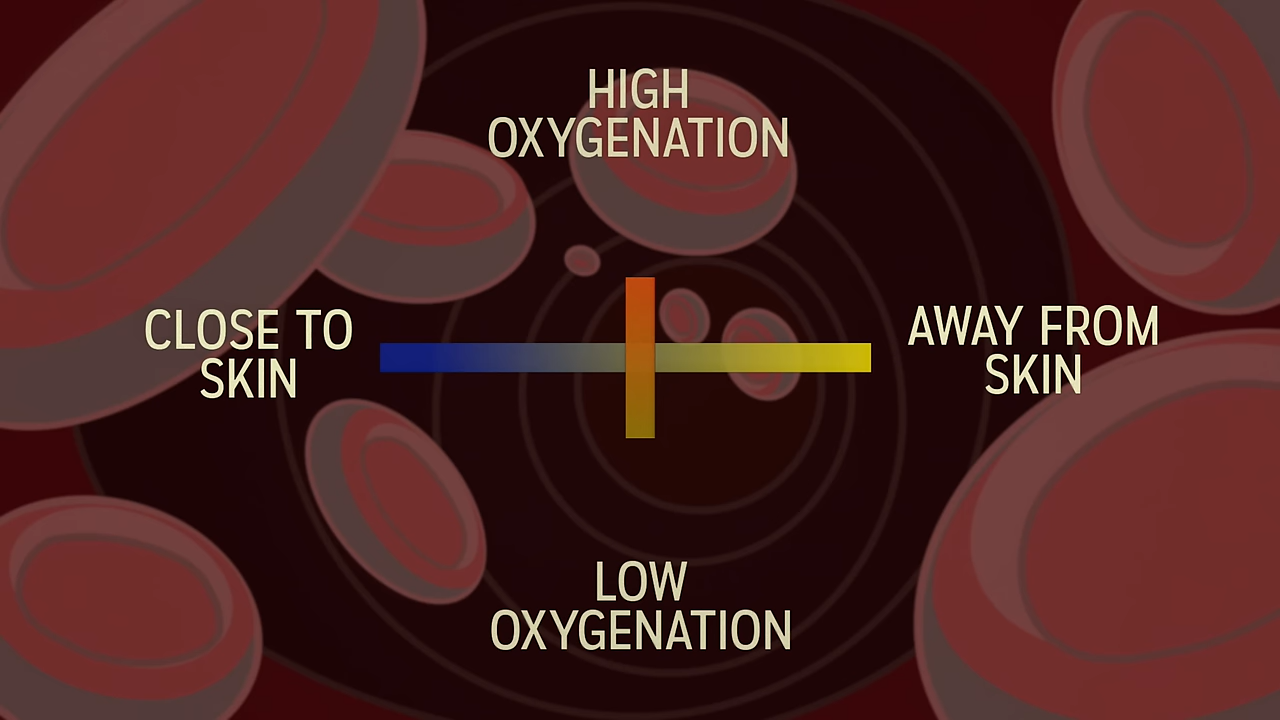 HIGH
OXYGENATION
CLOSE TO
SKIN
AWAY FROM
SKIN
LOW
OXYGENATION